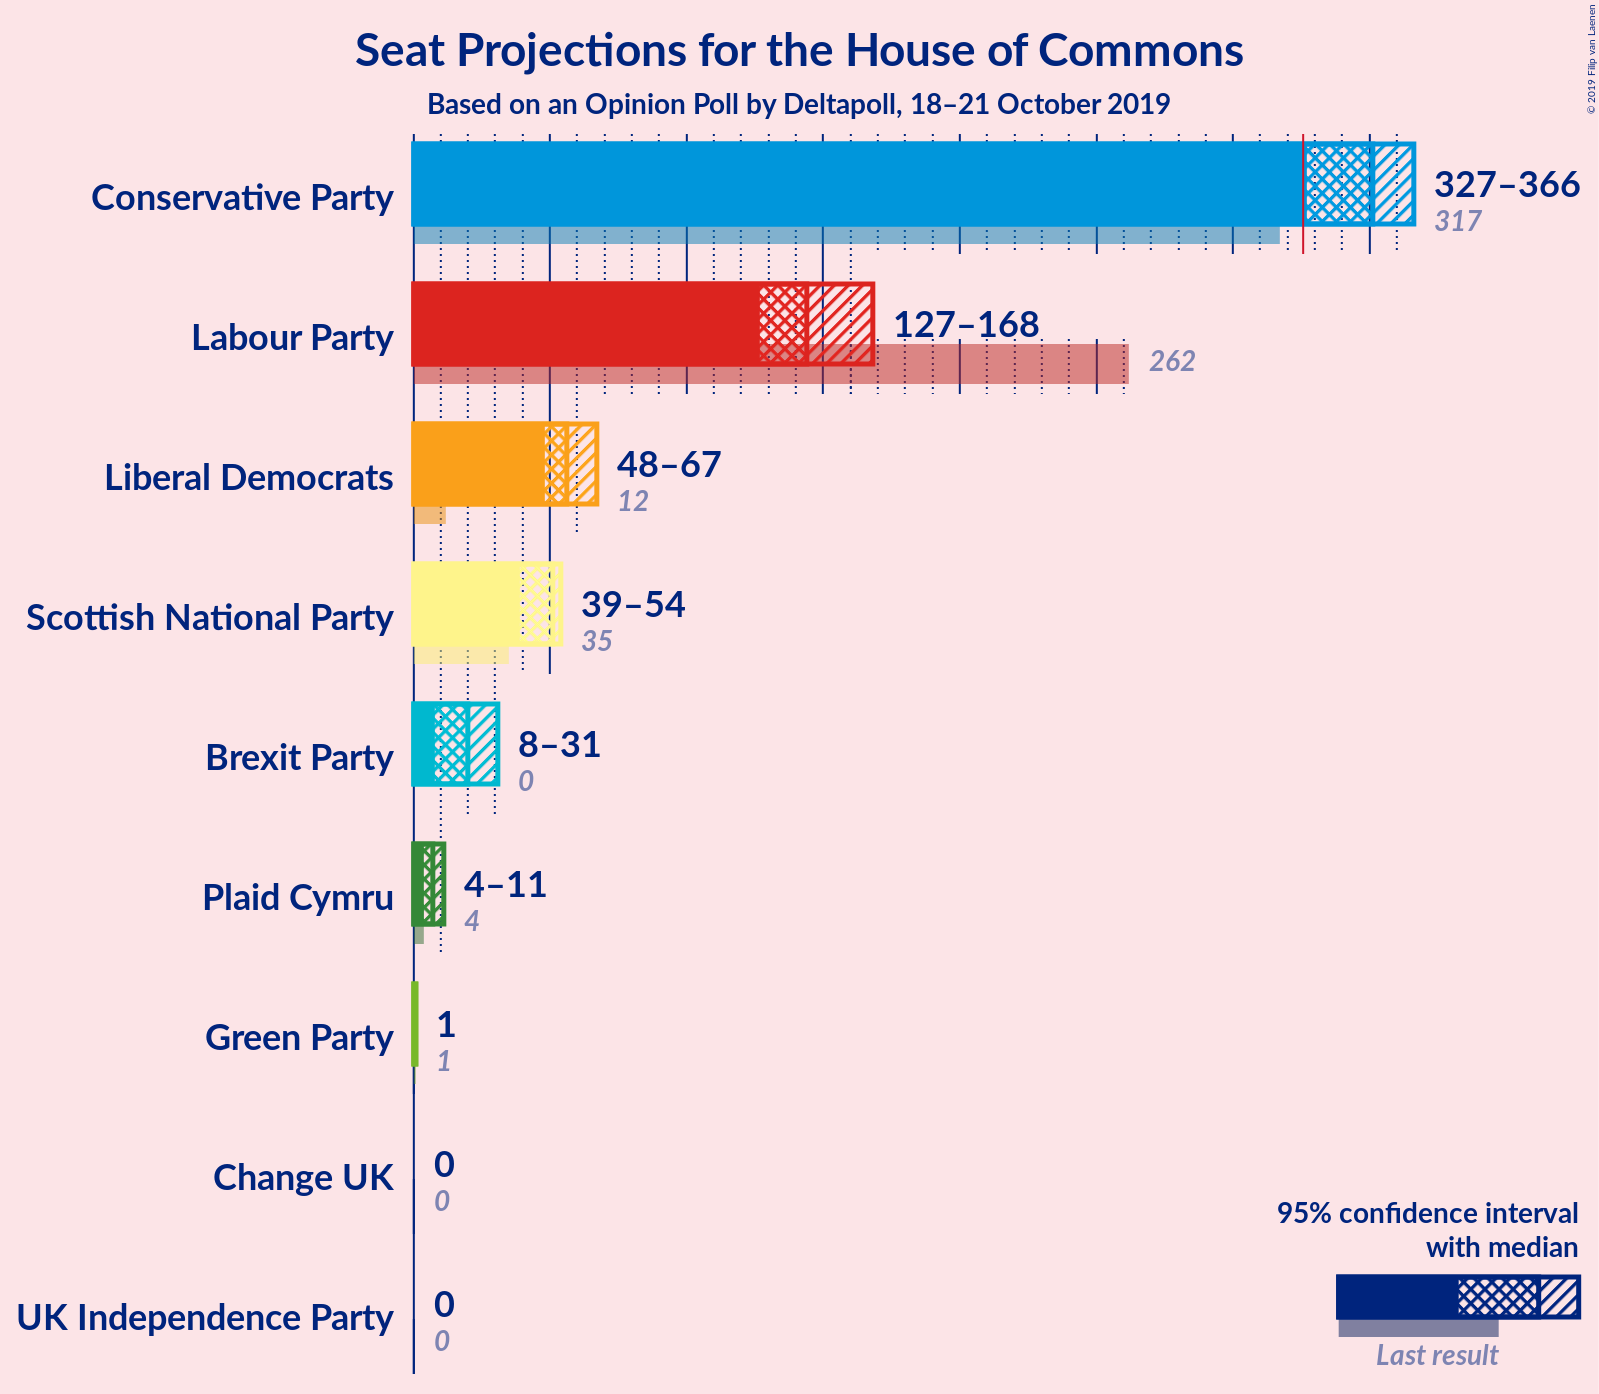 Seat Projections for the House of Commons
Based on an Opinion Poll by Deltapoll, 18–21 October 2019
© 2019 Filip van Laenen
Conservative Party
327–366
317
Labour Party
127–168
262
Liberal Democrats
48–67
12
Scottish National Party
39–54
35
Brexit Party
8–31
0
Plaid Cymru
4–11
4
Green Party
1
1
Change UK
0
0
UK Independence Party
0
0
95% confidence interval
with median
Last result